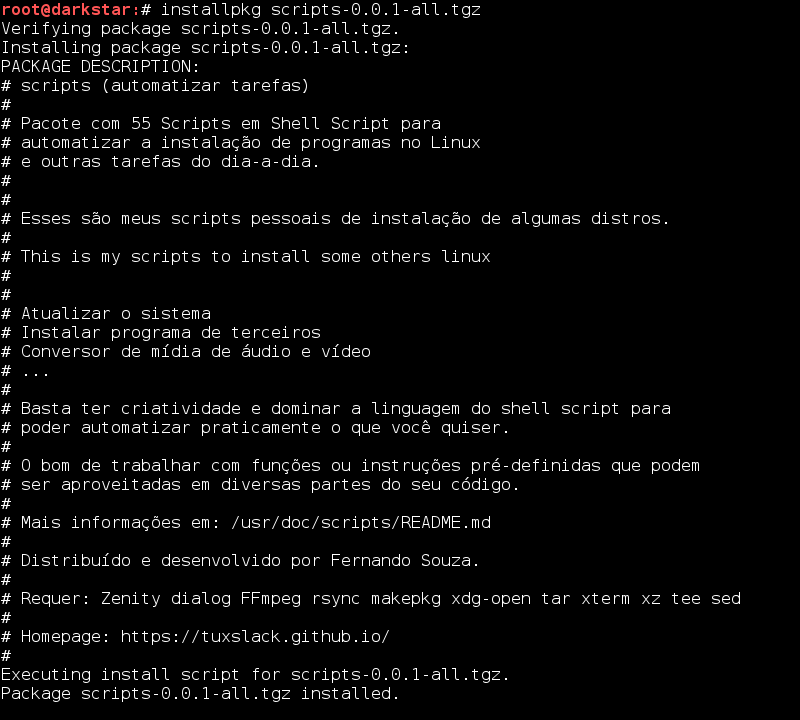 root@darkstar:# installpkg scripts-0.0.1-all.tgz
Verifying package scripts-0.0.1-all.tgz.
Installing package scripts-0.0.1-all.tgz:
PACKAGE DESCRIPTION:
# scripts (automatizar tarefas)
#
# Pacote com 55 Scripts em Shell Script para
# automatizar a instalação de programas no Linux
# e outras tarefas do dia-a-dia.
#
#
# Esses são meus scripts pessoais de instalação de algumas distros.
#
# This is my scripts to install some others linux
#
#
# Atualizar o sistema
# Instalar programa de terceiros
# Conversor de mídia de áudio e vídeo
# ...
#
# Basta ter criatividade e dominar a linguagem do shell script para
# poder automatizar praticamente o que você quiser.
#
# O bom de trabalhar com funções ou instruções pré-definidas que podem
# ser aproveitadas em diversas partes do seu código.
#
# Mais informações em: /usr/doc/scripts/README.md
#
# Distribuído e desenvolvido por Fernando Souza.
#
# Requer: Zenity dialog FFmpeg rsync makepkg xdg-open tar xterm xz tee sed
#
# Homepage: https://tuxslack.github.io/
#
Executing install script for scripts-0.0.1-all.tgz.
Package scripts-0.0.1-all.tgz installed.